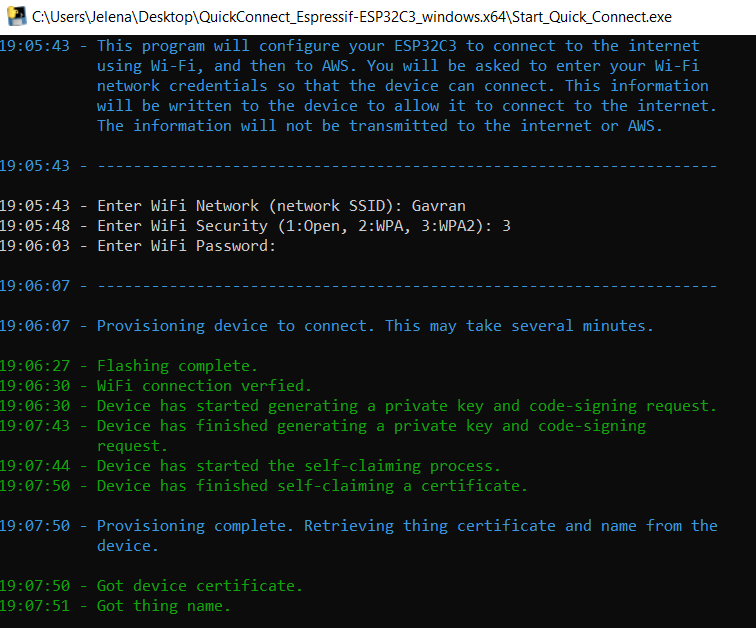 C:\Users\Jelena\Desktop\QuickConnect_Espressif-ESP32C3_windows.x64\Start_Quick_Connect.exe
19:05:43 - This program will configure your ESP32C3 to connect to the internet
using Wi-Fi, and then to AWS. You will be asked to enter your Wi-Fi
network credentials so that the device can connect. This information
will be written to the device to allow it to connect to the internet.
The information will not be transmitted to the internet or AWS.
19:05:43 - ---------------------------------------------------------------------
19:05:43 - Enter WiFi Network (network SSID): Gavran
19:05:48 - Enter WiFi Security (1:Open, 2:WPA, 3:WPA2): 3
19:06:03 - Enter WiFi Password:
19:06:07 - ---------------------------------------------------------------------
19:06:07 - Provisioning device to connect. This may take several minutes.
19:06:27 - Flashing complete.
19:06:30 - WiFi connection verfied.
19:06:30 - Device has started generating a private key and code-signing request.
19:07:43 - Device has finished generating a private key and code-signing
request.
19:07:44 - Device has started the self-claiming process.
19:07:50 - Device has finished self-claiming a certificate.
19:07:50 - Provisioning complete. Retrieving thing certificate and name from the
device.
19:07:50 - Got device certificate.
19:07:51 - Got thing name.